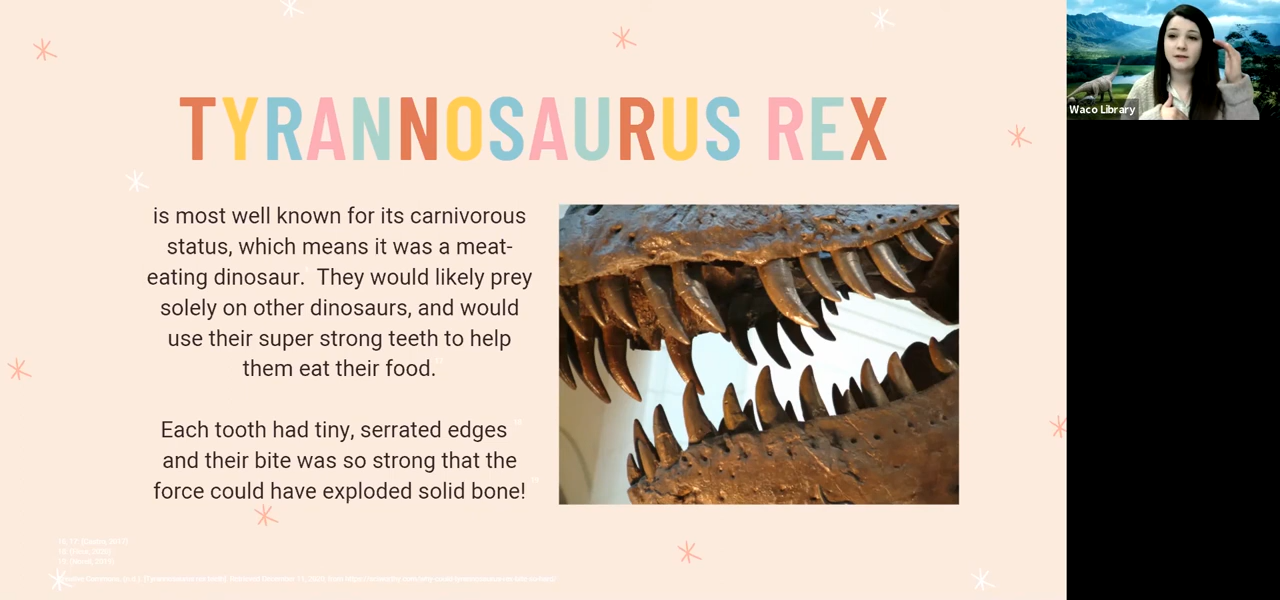 TYRANNOSAURUS REX
is most well known for its carnivorous
status, which means it was a meat-
eating dinosaur. They would likely prey
solely on other dinosaurs, and would
use their super strong teeth to help
them eat their food.
Each tooth had tiny, serrated edges
and their bite was so strong that the
force could have exploded solid bone!
Waco Library